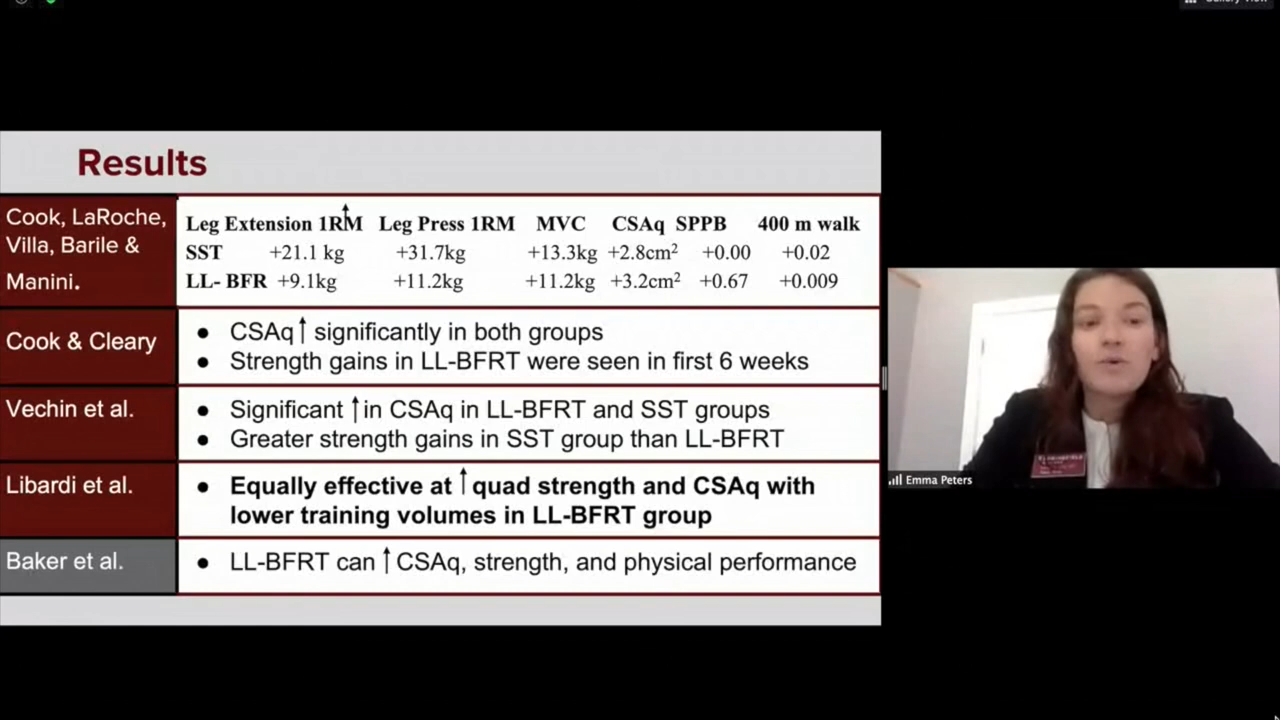 Results
Cook, LaRoche,
Villa, Barile &
Manini.
Leg Extension 1RM Leg Press 1RM MVC CSAq SPPB 400 m walk
SST +21.1 kg +31.7kg +13.3kg +2.8cm² +0.00 +0.02
LL- BFR +9.1kg +11.2kg +11.2kg +3.2cm² +0.67 +0.009
Cook & Cleary
● CSAq ↑ significantly in both groups
● Strength gains in LL-BFRT were seen in first 6 weeks
Vechin et al.
● Significant ↑ in CSAq in LL-BFRT and SST groups
● Greater strength gains in SST group than LL-BFRT
Libardi et al.
● Equally effective at ↑ quad strength and CSAq with
lower training volumes in LL-BFRT group
Baker et al.
● LL-BFRT can ↑ CSAq, strength, and physical performance
Emma Peters